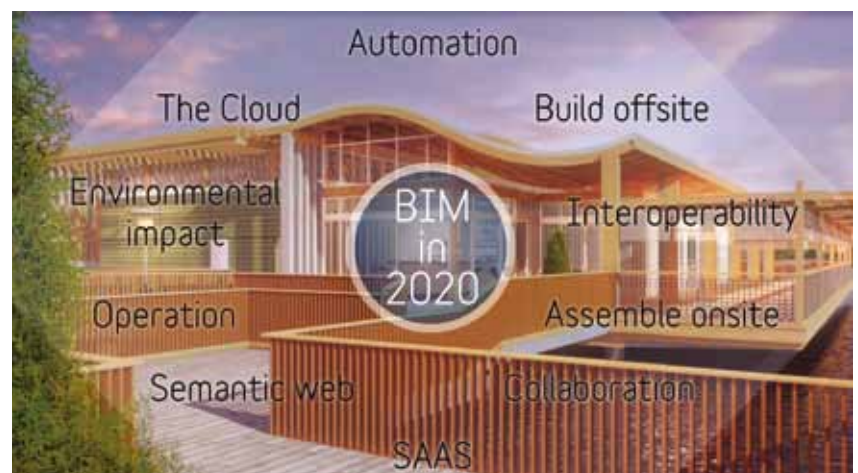 Automation
The Cloud
Build offsite
Environmental
impact
BIM
in
2020
Interoperability
Operation
Assemble onsite
Semantic web
Collaboration
SAAS